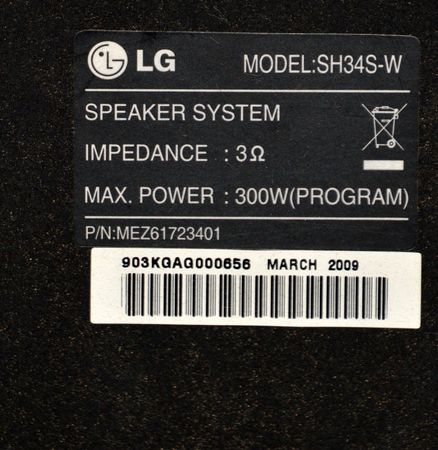 LG MODEL:SH34S-W
SPEAKER SYSTEM
IMPEDANCE : 3Ω
MAX. POWER : 300W(PROGRAM)
P/N:MEZ61723401
903KGAG000656 MARCH 2009